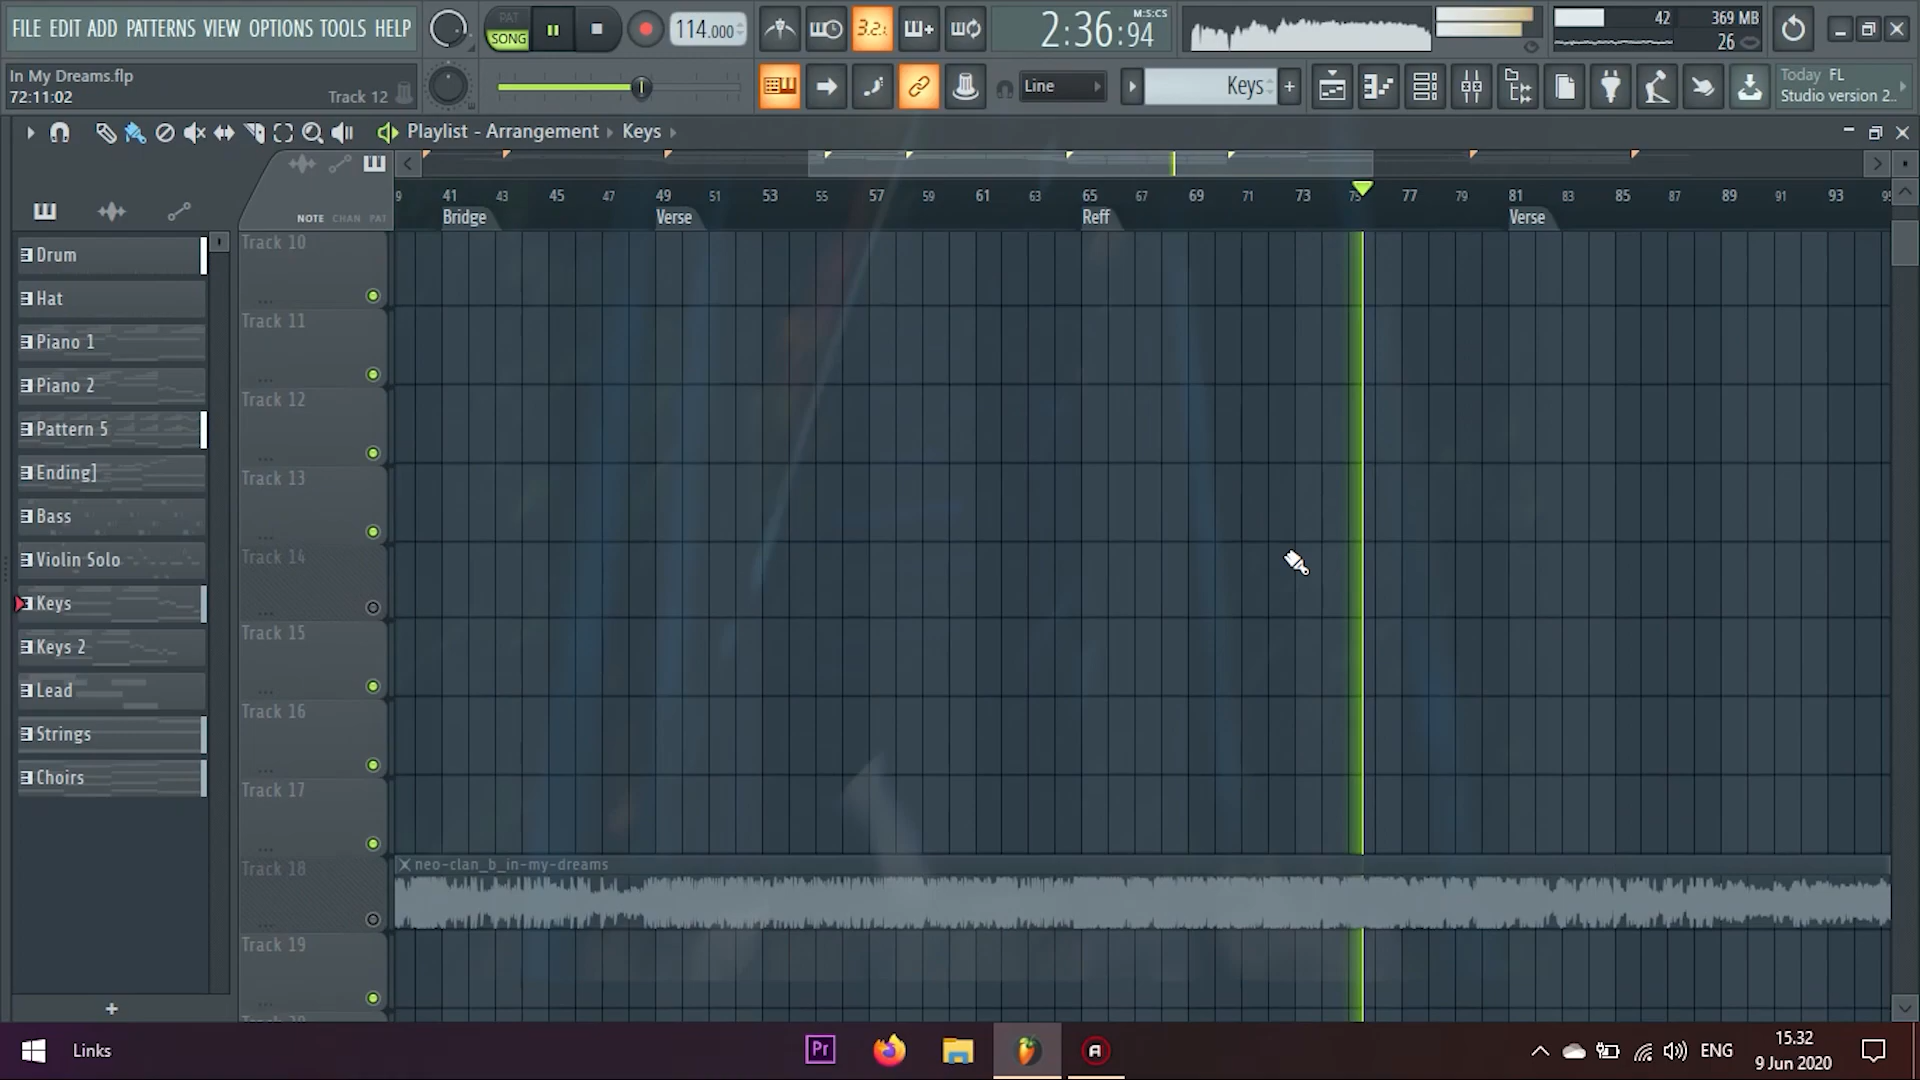 FILE EDIT ADD PATTERNS VIEW OPTIONS TOOLS HELP
PAT
SONG
114.000
3.2.
2:36:94
M:S:CS
42
369 MB
26
In My Dreams.flp
72:11:02
Track 12
Line
Keys
Today FL
Studio version 2..
Playlist - Arrangement Keys
9 41 43 45 47 49 51 53 55 57 59 61 63 65 67 69 71 73 75 77 79 81 83 85 87 89 91 93 95
Bridge
Verse
Reff
Verse
NOTE CHAN PAT
Drum
Hat
Piano 1
Piano 2
Pattern 5
Ending]
Bass
Violin Solo
Keys
Keys 2
Lead
Strings
Choirs
Track 10
Track 11
Track 12
Track 13
Track 14
Track 15
Track 16
Track 17
Track 18
neo-clan_b_in-my-dreams
Track 19
Links
Pr
ENG
15.32
9 Jun 2020